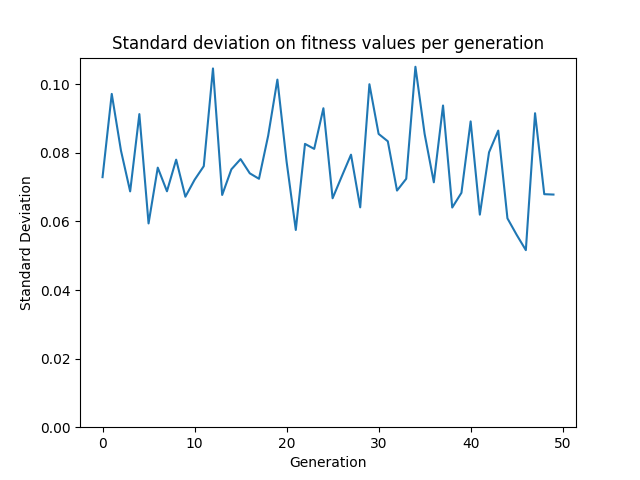 Standard deviation on fitness values per generation
0.10
0.08
0.06
0.04
0.02
0.00
Standard Deviation
0 10 20 30 40 50
Generation